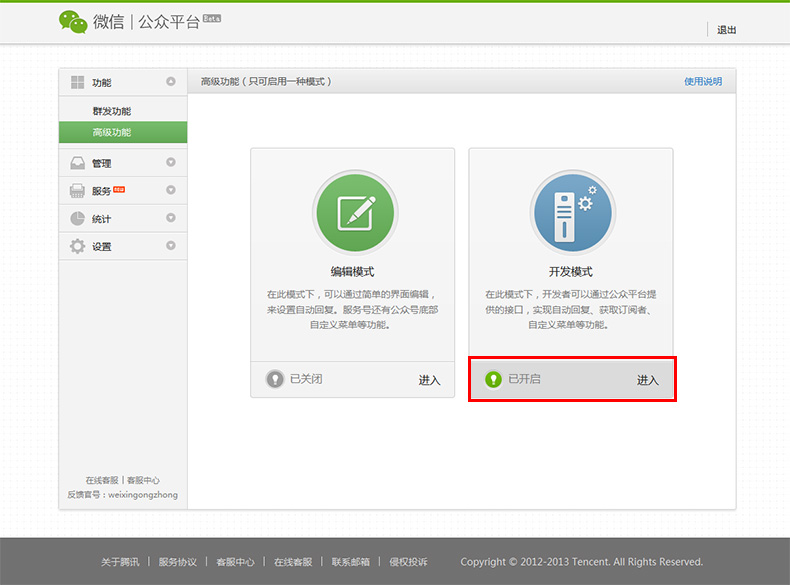 微信 | 公众平台 Beta
退出
功能
群发功能
高级功能
管理
服务 NEW
统计
设置
在线客服 | 客服中心
反馈官号：weixingongzhong
高级功能（只可启用一种模式）
使用说明
编辑模式
在此模式下，可以通过简单的界面编辑，
来设置自动回复。服务号还有公众号底部
自定义菜单等功能。
已关闭 进入
开发模式
在此模式下，开发者可以通过公众平台提
供的接口，实现自动回复、获取订阅者、
自定义菜单等功能。
已开启 进入
关于腾讯 | 服务协议 | 客服中心 | 在线客服 | 联系邮箱 | 侵权投诉 Copyright © 2012-2013 Tencent. All Rights Reserved.